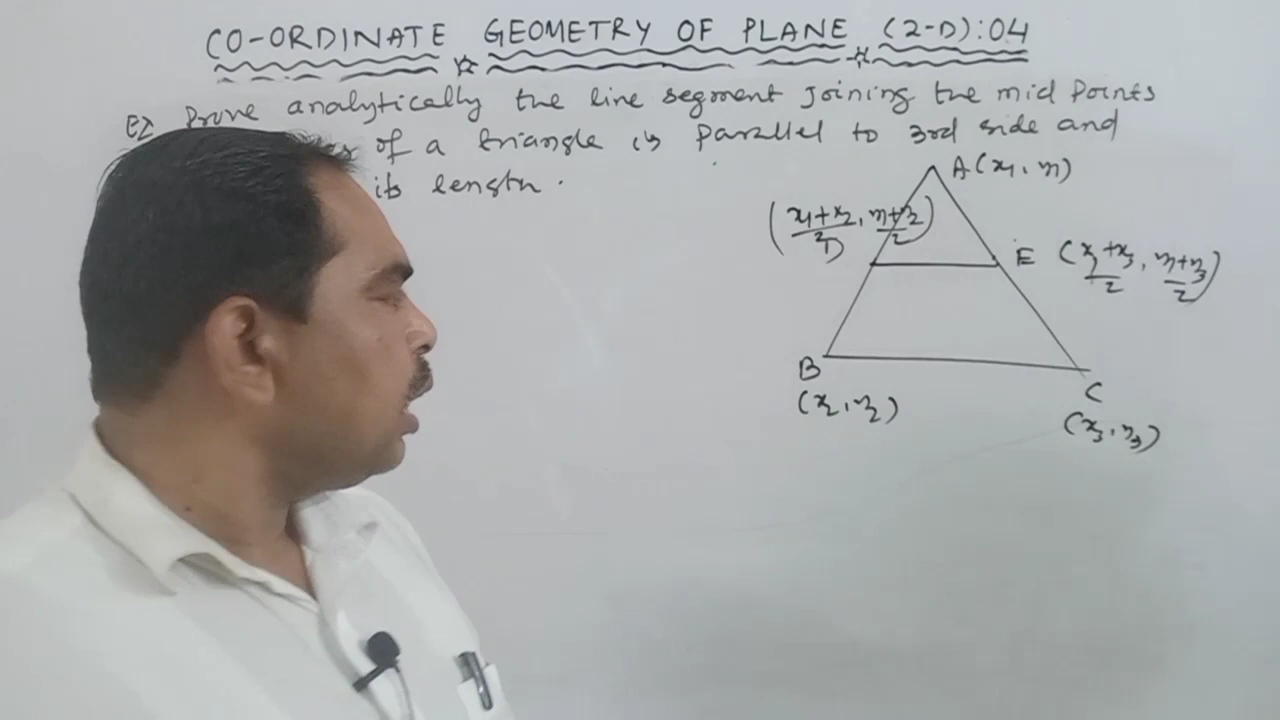 CO-ORDINATE GEOMETRY OF PLANE (2-D):04
Ex Prove analytically the line segment joining the mid points
of a triangle is parallel to 3rd side and
its length.
A(x1, y1)
(x1+x2/2, y1+y2/2)
D
E (x1+x3/2, y1+y3/2)
B
(x2, y2)
C
(x3, y3)